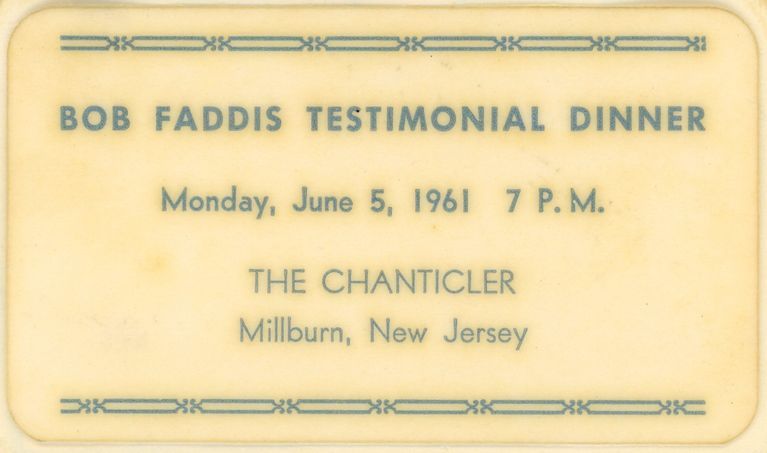 BOB FADDIS TESTIMONIAL DINNER
Monday, June 5, 1961 7 P. M.
THE CHANTICLER
Millburn, New Jersey